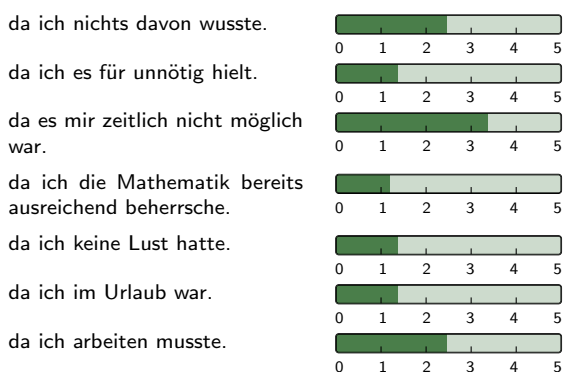 da ich nichts davon wusste.
0 1 2 3 4 5
da ich es für unnötig hielt.
0 1 2 3 4 5
da es mir zeitlich nicht möglich
war.
0 1 2 3 4 5
da ich die Mathematik bereits
ausreichend beherrsche.
0 1 2 3 4 5
da ich keine Lust hatte.
0 1 2 3 4 5
da ich im Urlaub war.
0 1 2 3 4 5
da ich arbeiten musste.
0 1 2 3 4 5